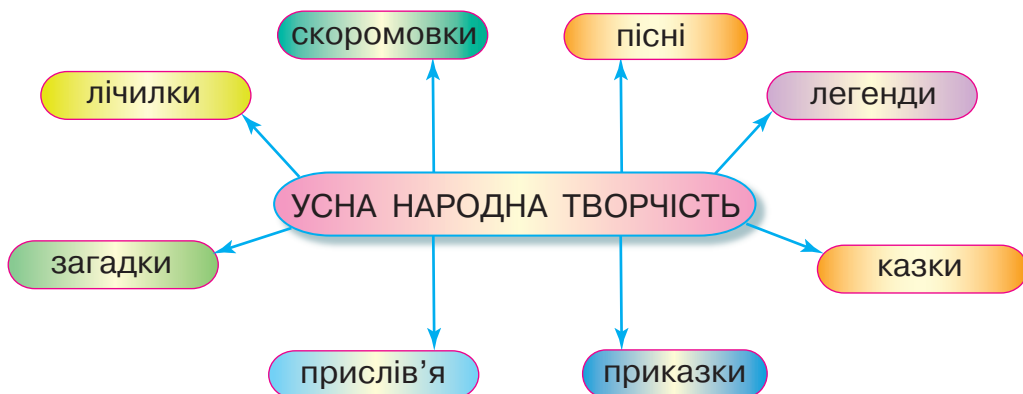 скоромовки
пісні
лічилки
легенди
УСНА НАРОДНА ТВОРЧІСТЬ
загадки
казки
прислів’я
приказки